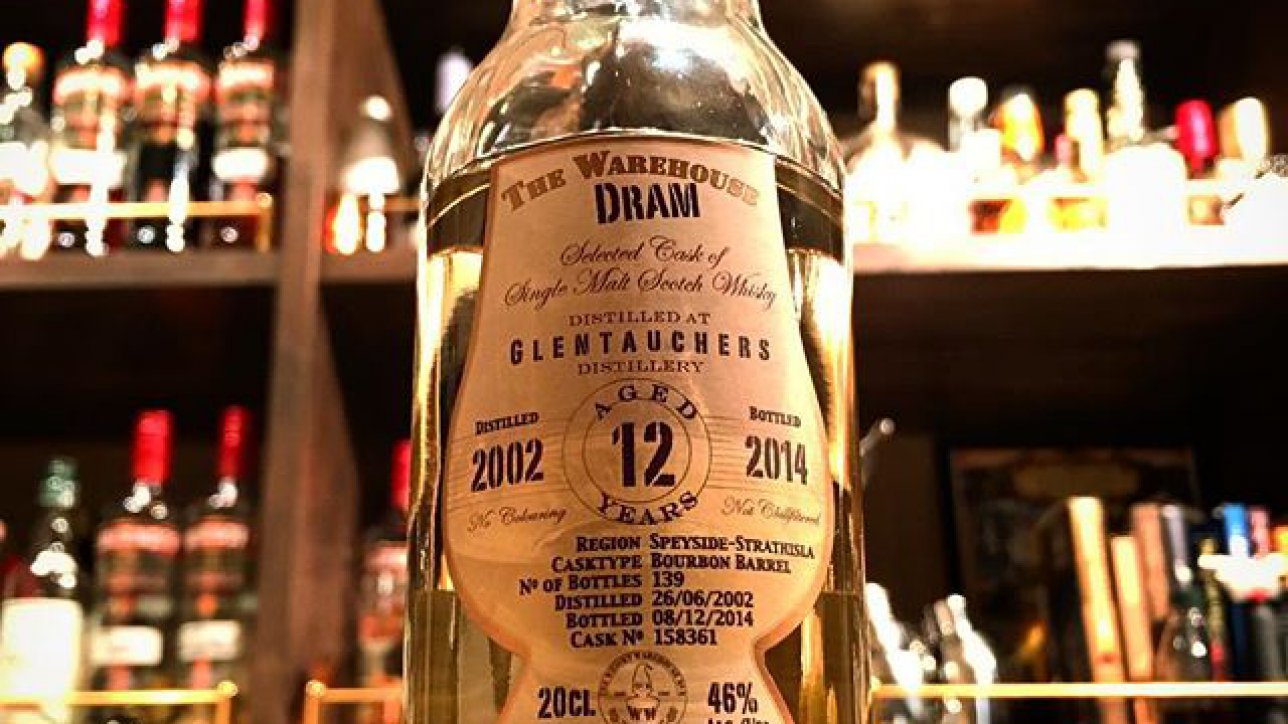 The Warehouse
Dram
Selected Cask of
Single Malt Scotch Whisky
Distilled at
Glentauchers
Distillery
Aged
12
Years
Distilled
2002
Bottled
2014
No Colouring
Not Chillfiltered
Region Speyside-Strathisla
Casktype Bourbon Barrel
Nº of Bottles 139
Distilled 26/06/2002
Bottled 08/12/2014
Cask Nº 158361
20cl.
WW
46%